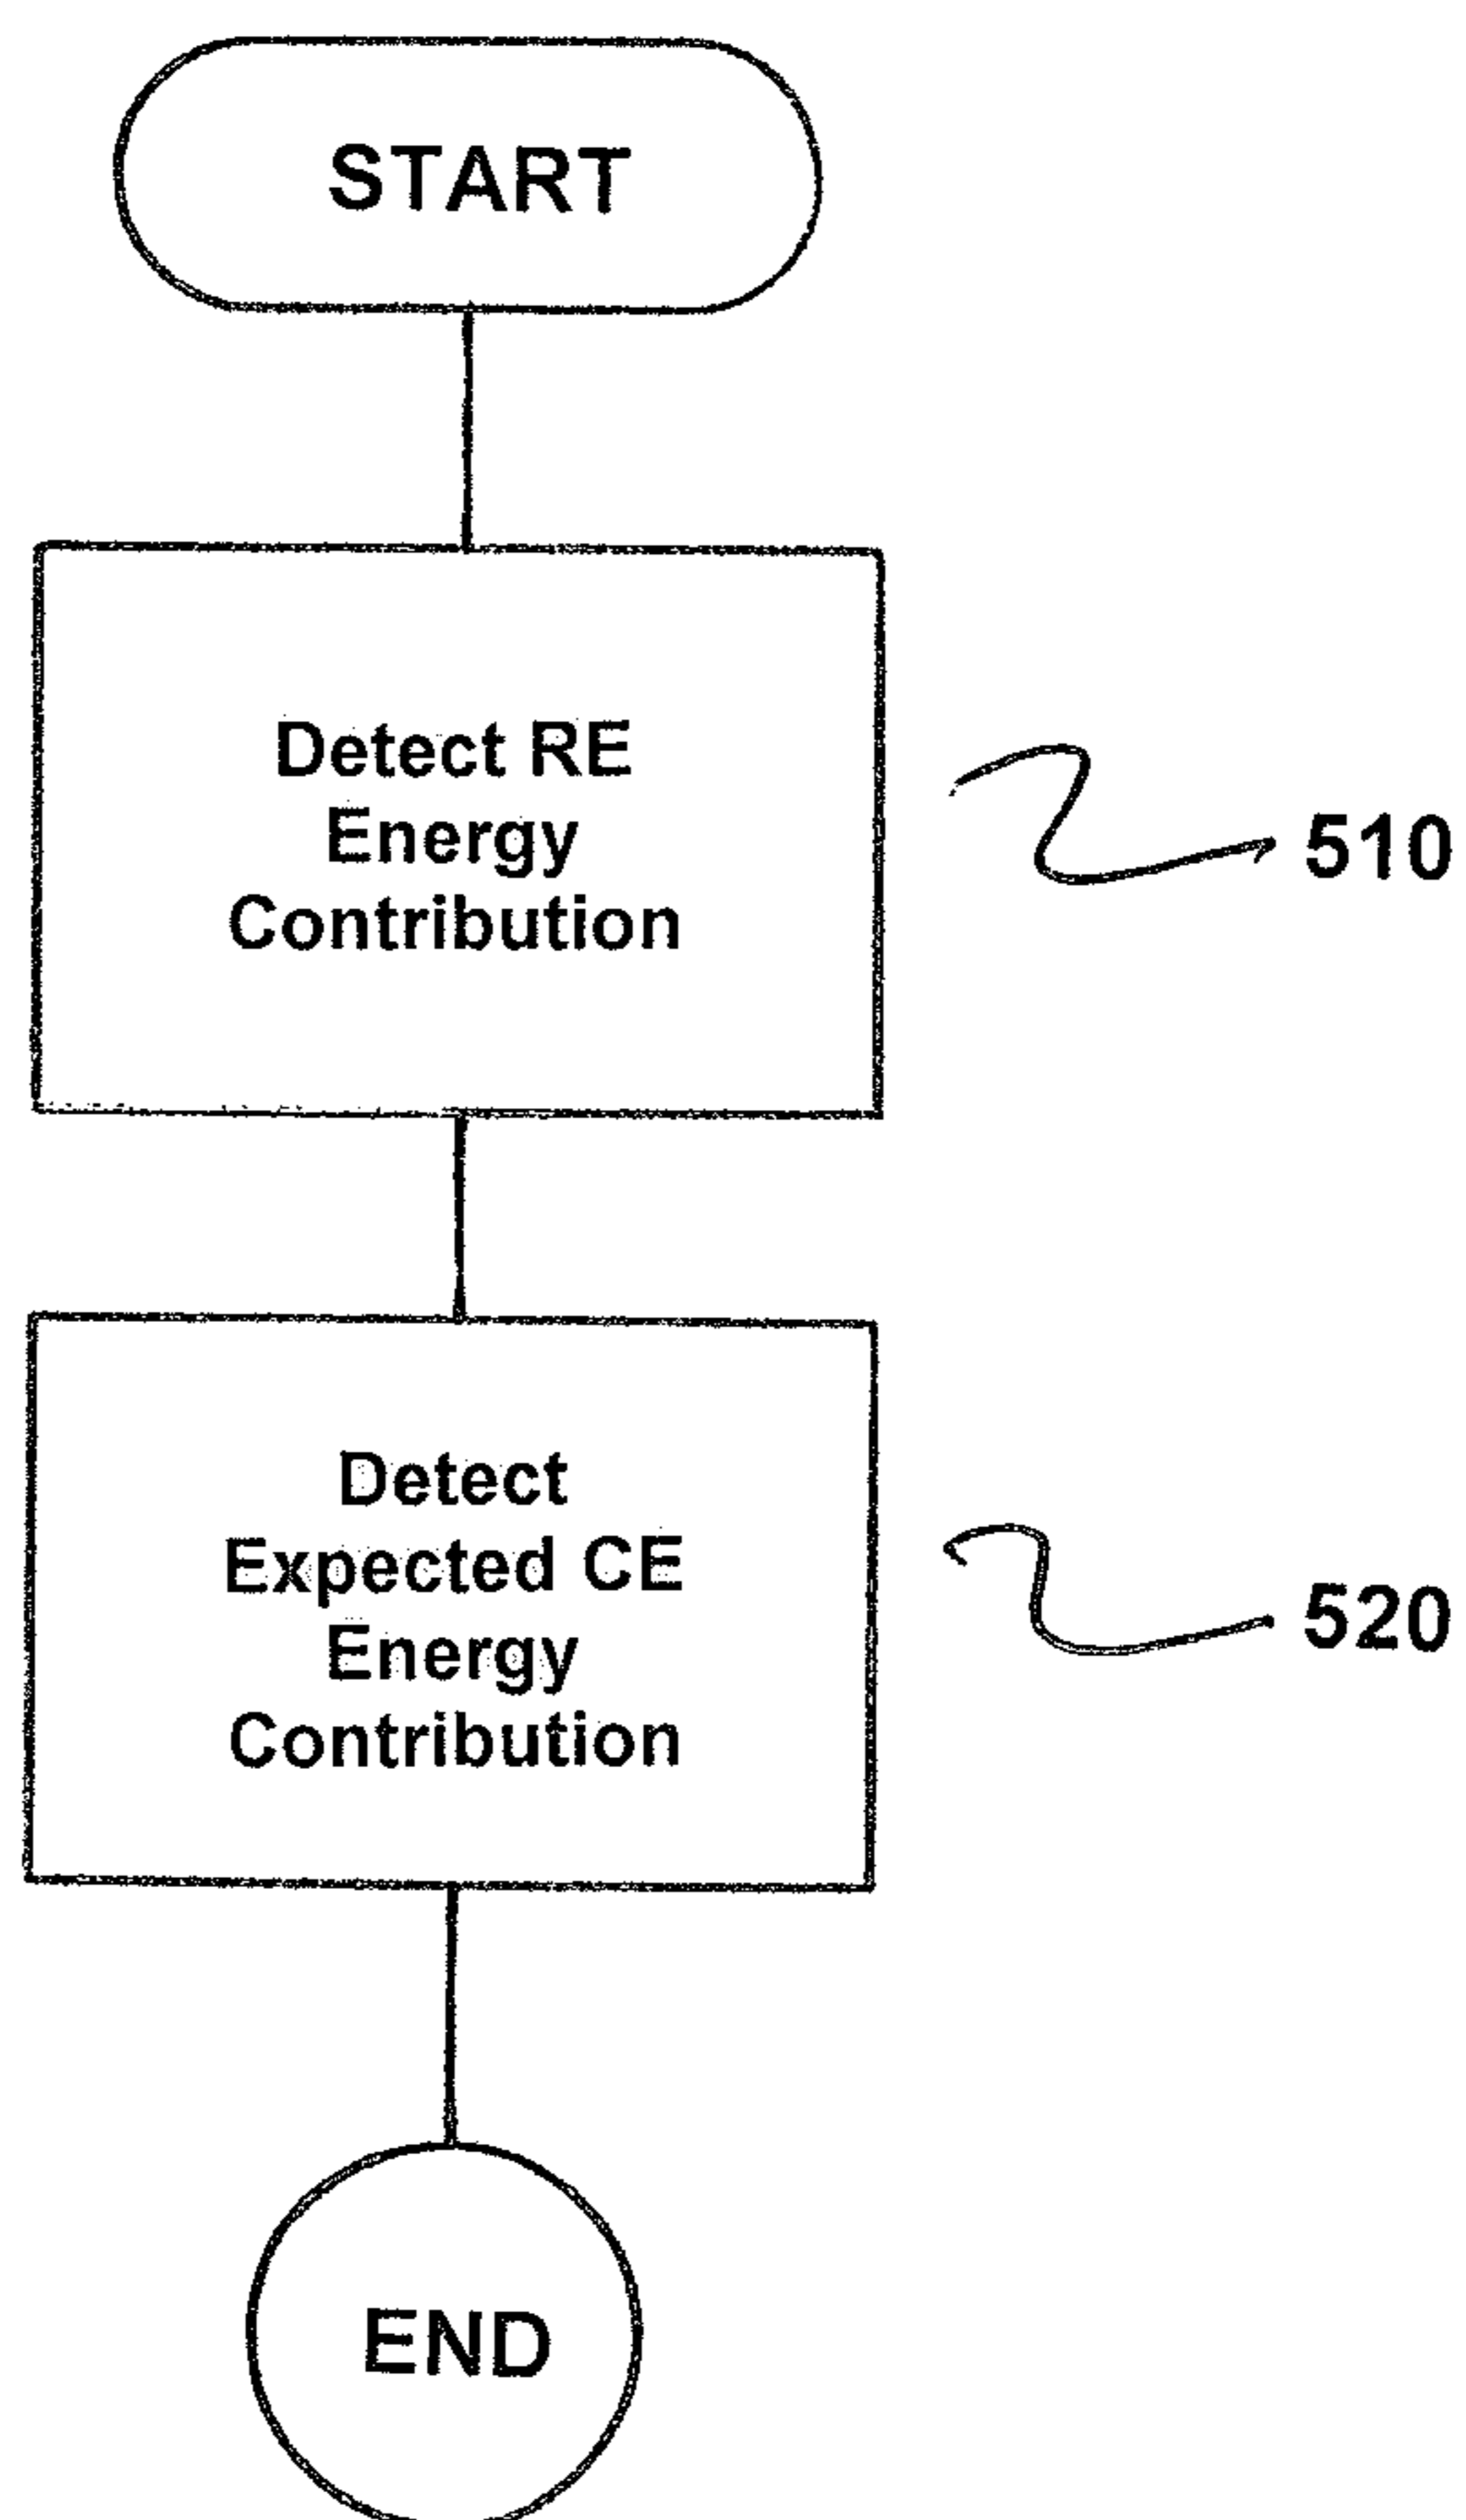 START
Detect RE
Energy
Contribution
510
Detect
Expected CE
Energy
Contribution
520
END